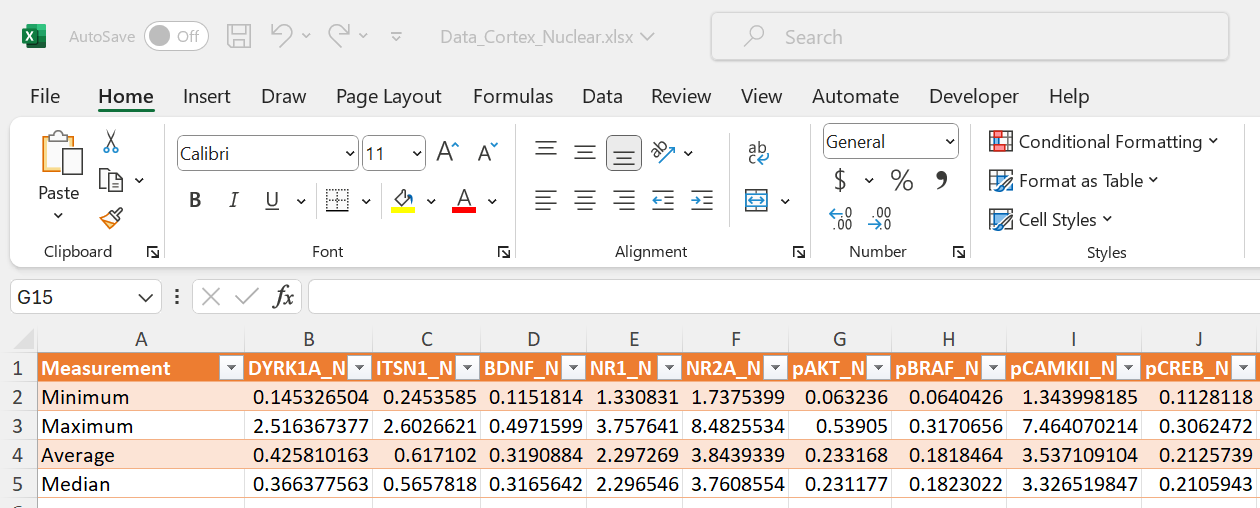 AutoSave Off Data_Cortex_Nuclear.xlsx Search
File Home Insert Draw Page Layout Formulas Data Review View Automate Developer Help
Paste
Clipboard
Calibri 11
B I U A
Font
ab
Alignment
General
$ % 9
.00 .00
Number
Conditional Formatting
Format as Table
Cell Styles
Styles
G15 fx
A B C D E F G H I J
1 Measurement DYRK1A_N ITSN1_N BDNF_N NR1_N NR2A_N pAKT_N pBRAF_N pCAMKII_N pCREB_N
2 Minimum 0.145326504 0.2453585 0.1151814 1.330831 1.7375399 0.063236 0.0640426 1.343998185 0.1128118
3 Maximum 2.516367377 2.6026621 0.4971599 3.757641 8.4825534 0.53905 0.3170656 7.464070214 0.3062472
4 Average 0.425810163 0.617102 0.3190884 2.297269 3.8439339 0.233168 0.1818464 3.537109104 0.2125739
5 Median 0.366377563 0.5657818 0.3165642 2.296546 3.7608554 0.231177 0.1823022 3.326519847 0.2105943